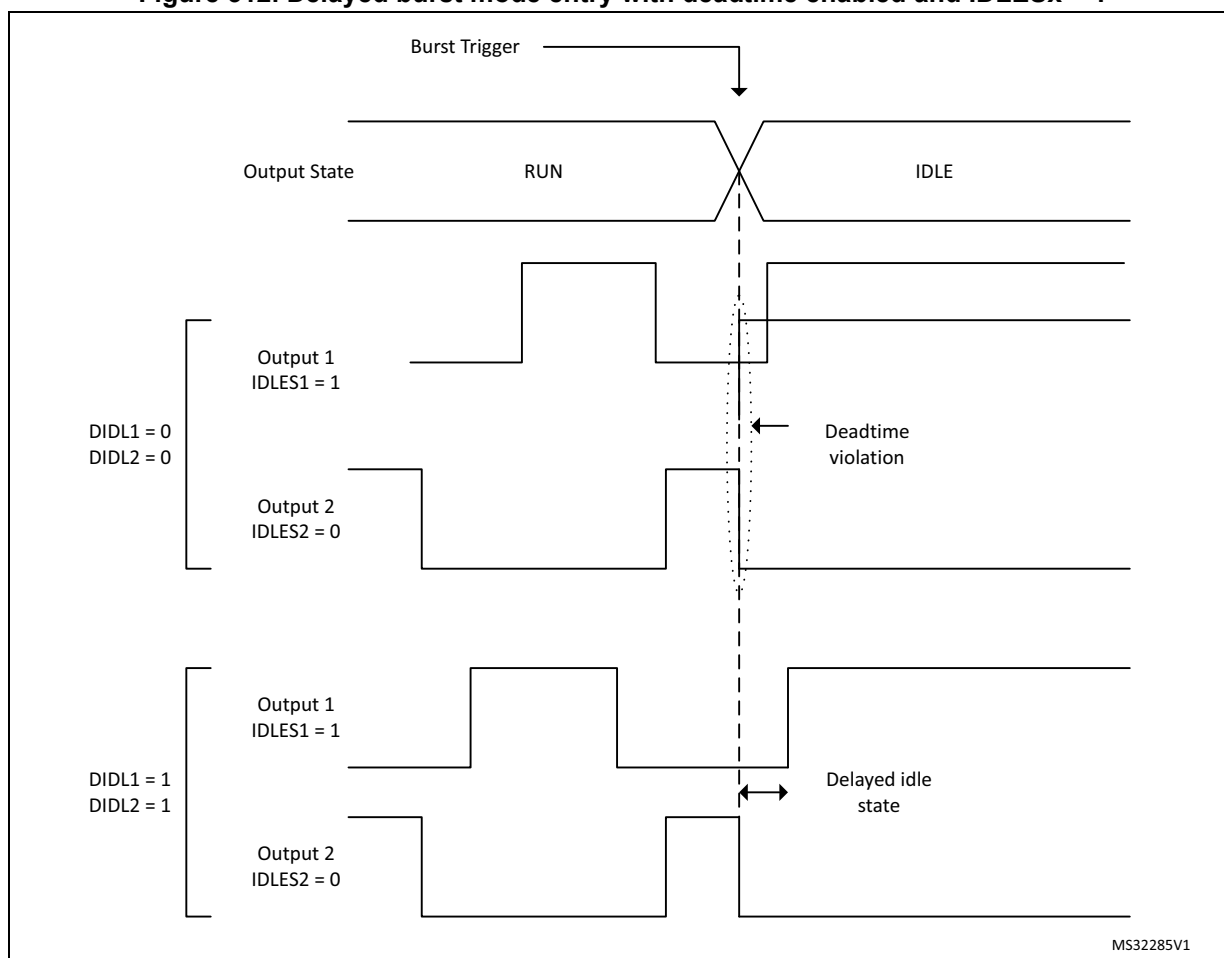 Delayed burst mode entry with deadtime enabled and IDLESx
Burst Trigger
Output State
RUN
IDLE
Output 1
IDLES1 = 1
DIDL1 = 0
DIDL2 = 0
Deadtime
violation
Output 2
IDLES2 = 0
Output 1
IDLES1 = 1
DIDL1 = 1
DIDL2 = 1
Delayed idle
state
Output 2
IDLES2 = 0
MS32285V1